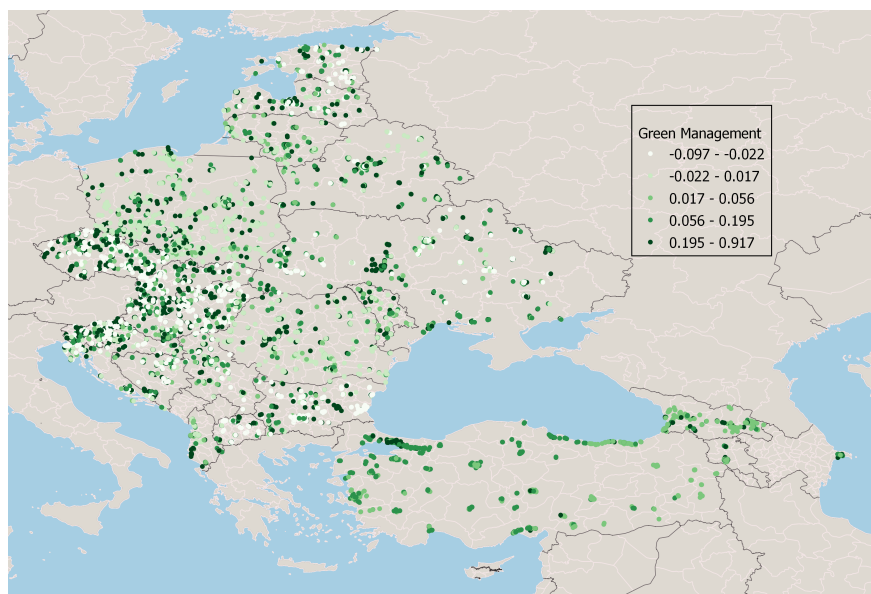 Green Management
-0.097 - -0.022
-0.022 - 0.017
0.017 - 0.056
0.056 - 0.195
0.195 - 0.917